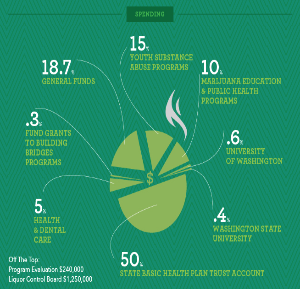 SPENDING
15%
YOUTH SUBSTANCE
ABUSE PROGRAMS
18.7%
GENERAL FUNDS
10%
MARIJUANA EDUCATION
& PUBLIC HEALTH
PROGRAMS
.3%
FUND GRANTS
TO BUILDING
BRIDGES
PROGRAMS
.6%
UNIVERSITY
OF WASHINGTON
$
5%
HEALTH
& DENTAL
CARE
.4%
WASHINGTON STATE
UNIVERSITY
50%
STATE BASIC HEALTH PLAN TRUST ACCOUNT
Off The Top:
Program Evaluation $240,000
Liquor Control Board $1,250,000